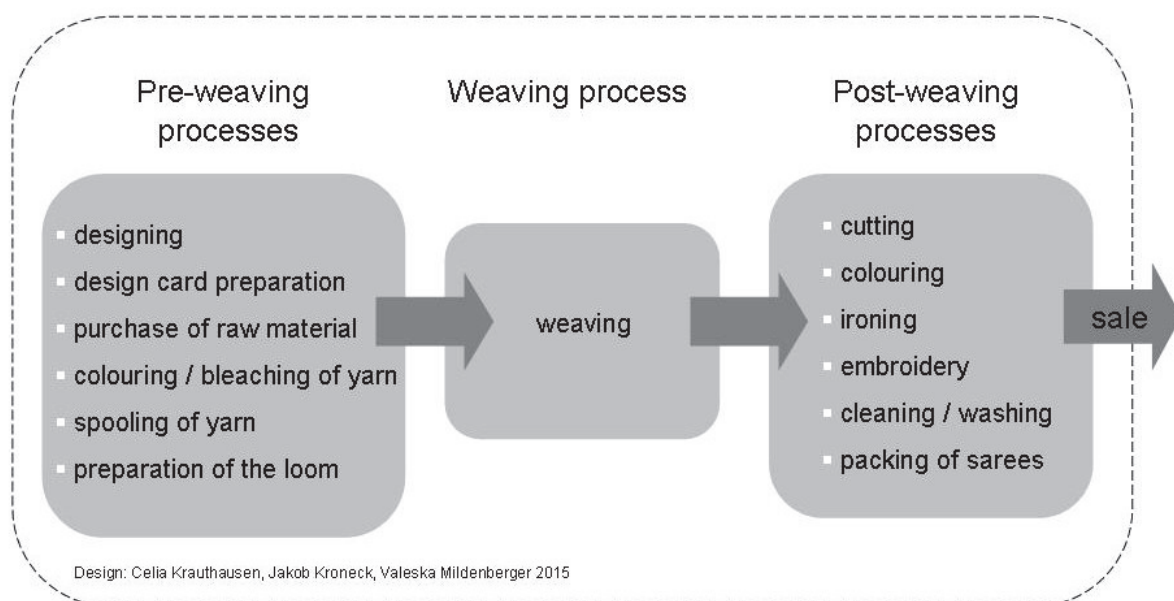 Pre-weaving
processes
designing
design card preparation
purchase of raw material
colouring / bleaching of yarn
spooling of yarn
preparation of the loom
Weaving process
weaving
Post-weaving
processes
cutting
colouring
ironing
embroidery
cleaning / washing
packing of sarees
sale
Design: Celia Krauthausen, Jakob Kroneck, Valeska Mildenberger 2015